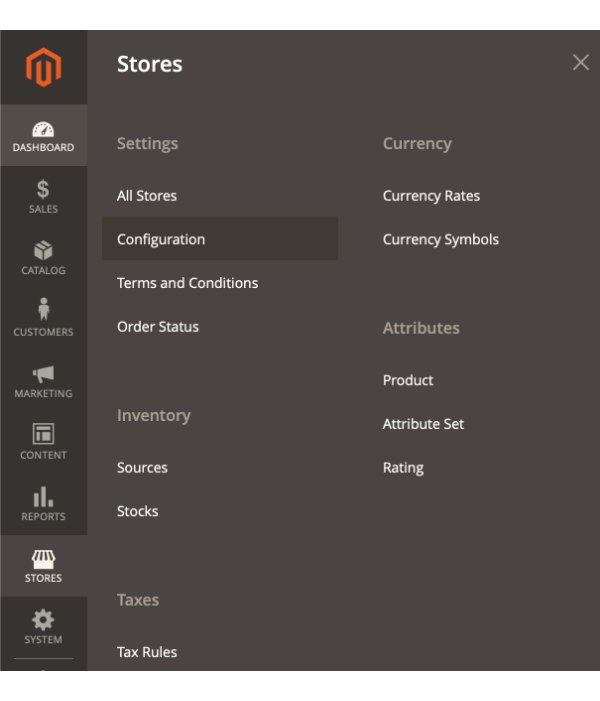 DASHBOARD
SALES
CATALOG
CUSTOMERS
MARKETING
CONTENT
REPORTS
STORES
SYSTEM
Stores
Settings
All Stores
Configuration
Terms and Conditions
Order Status
Inventory
Sources
Stocks
Taxes
Tax Rules
Currency
Currency Rates
Currency Symbols
Attributes
Product
Attribute Set
Rating